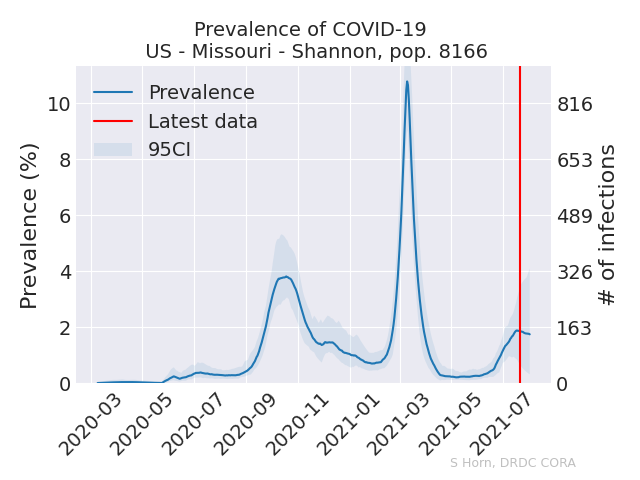 Prevalence of COVID-19
US - Missouri - Shannon, pop. 8166
Prevalence
Latest data
95CI
Prevalence (%)
10
8
6
4
2
0
816
653
489
326
163
0
# of infections
2020-03
2020-05
2020-07
2020-09
2020-11
2021-01
2021-03
2021-05
2021-07
S Horn, DRDC CORA